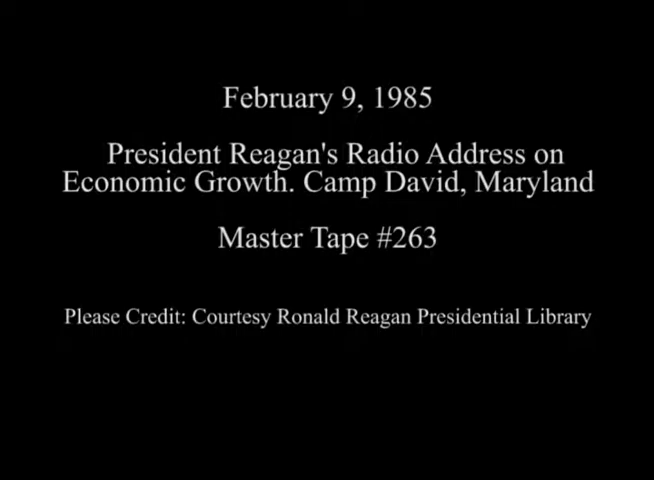 February 9, 1985
President Reagan's Radio Address on
Economic Growth. Camp David, Maryland
Master Tape #263
Please Credit: Courtesy Ronald Reagan Presidential Library